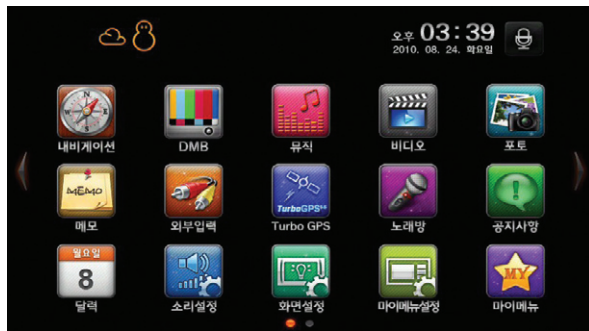 오후 03:39
2010. 08. 24. 화요일
내비게이션 DMB 뮤직 비디오 포토
MEMO TurboGPS
메모 외부입력 Turbo GPS 노래방 공지사항
월요일
8 MY
달력 소리설정 화면설정 마이메뉴설정 마이메뉴